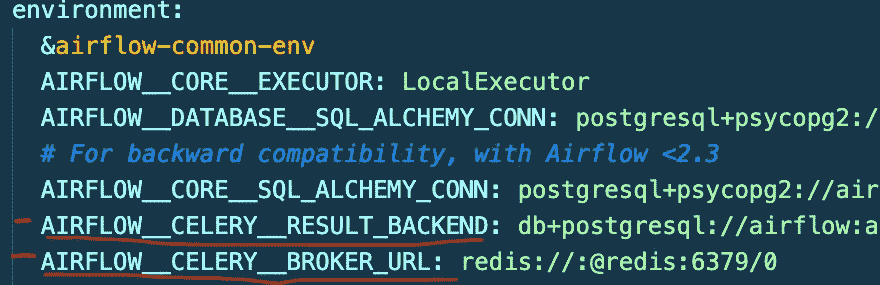 environment:
&airflow-common-env
AIRFLOW__CORE__EXECUTOR: LocalExecutor
AIRFLOW__DATABASE__SQL_ALCHEMY_CONN: postgresql+psycopg2:/
# For backward compatibility, with Airflow <2.3
AIRFLOW__CORE__SQL_ALCHEMY_CONN: postgresql+psycopg2://air
AIRFLOW__CELERY__RESULT_BACKEND: db+postgresql://airflow:a
AIRFLOW__CELERY__BROKER_URL: redis://:@redis:6379/0